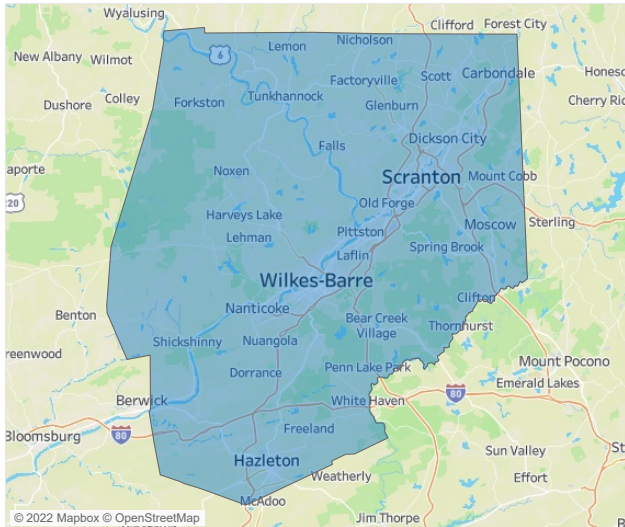 Wyalusing
Clifford
Forest City
Nicholson
Lemon
New Albany
Wilmot
6
Scott
Carbondale
Honesd
Factoryville
Dushore
Colley
Forkston
Tunkhannock
Glenburn
Cherry Rid
Falls
Dickson City
aporte
Noxen
Scranton
Mount Cobb
20
Old Forge
Harveys Lake
Moscow
Sterling
Pittston
Lehman
Spring Brook
Laflin
Wilkes-Barre
Clifton
Nanticoke
Benton
Bear Creek
Village
Thornhurst
Shickshinny
Nuangola
reenwood
Mount Pocono
Dorrance
Penn Lake Park
Emerald Lakes
Berwick
White Haven
80
Bloomsburg
80
Freeland
Sun Valley
St
Hazleton
Weatherly
Effort
McAdoo
© 2022 Mapbox © OpenStreetMap
Jim Thorpe